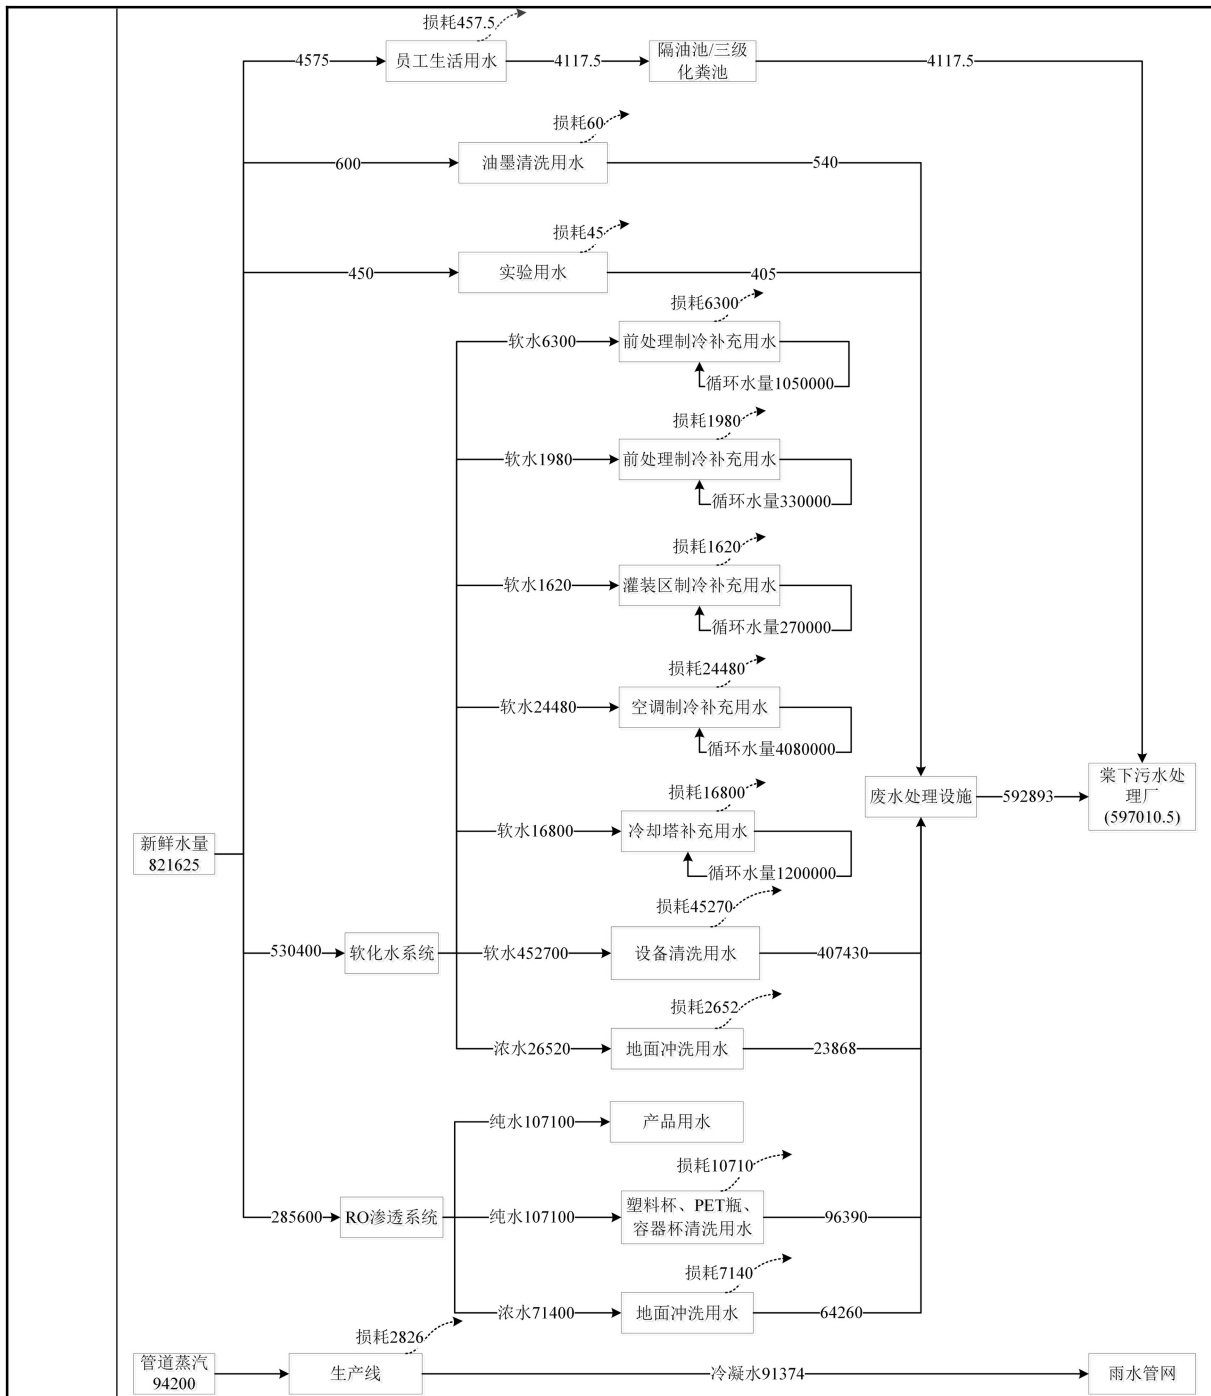 损耗457.5
4575
员工生活用水
4117.5
隔油池/三级
化粪池
4117.5
损耗60
600
油墨清洗用水
540
损耗45
450
实验用水
405
损耗6300
软水6300
前处理制冷补充用水
循环水量1050000
损耗1980
软水1980
前处理制冷补充用水
循环水量330000
损耗1620
软水1620
灌装区制冷补充用水
循环水量270000
损耗24480
软水24480
空调制冷补充用水
循环水量4080000
废水处理设施
592893
棠下污水处
理厂
(597010.5)
损耗16800
软水16800
冷却塔补充用水
循环水量1200000
新鲜水量
821625
损耗45270
530400
软化水系统
软水452700
设备清洗用水
407430
损耗2652
浓水26520
地面冲洗用水
23868
纯水107100
产品用水
损耗10710
285600
RO渗透系统
纯水107100
塑料杯、PET瓶、
容器杯清洗用水
96390
损耗7140
浓水71400
地面冲洗用水
64260
损耗2826
管道蒸汽
94200
生产线
冷凝水91374
雨水管网